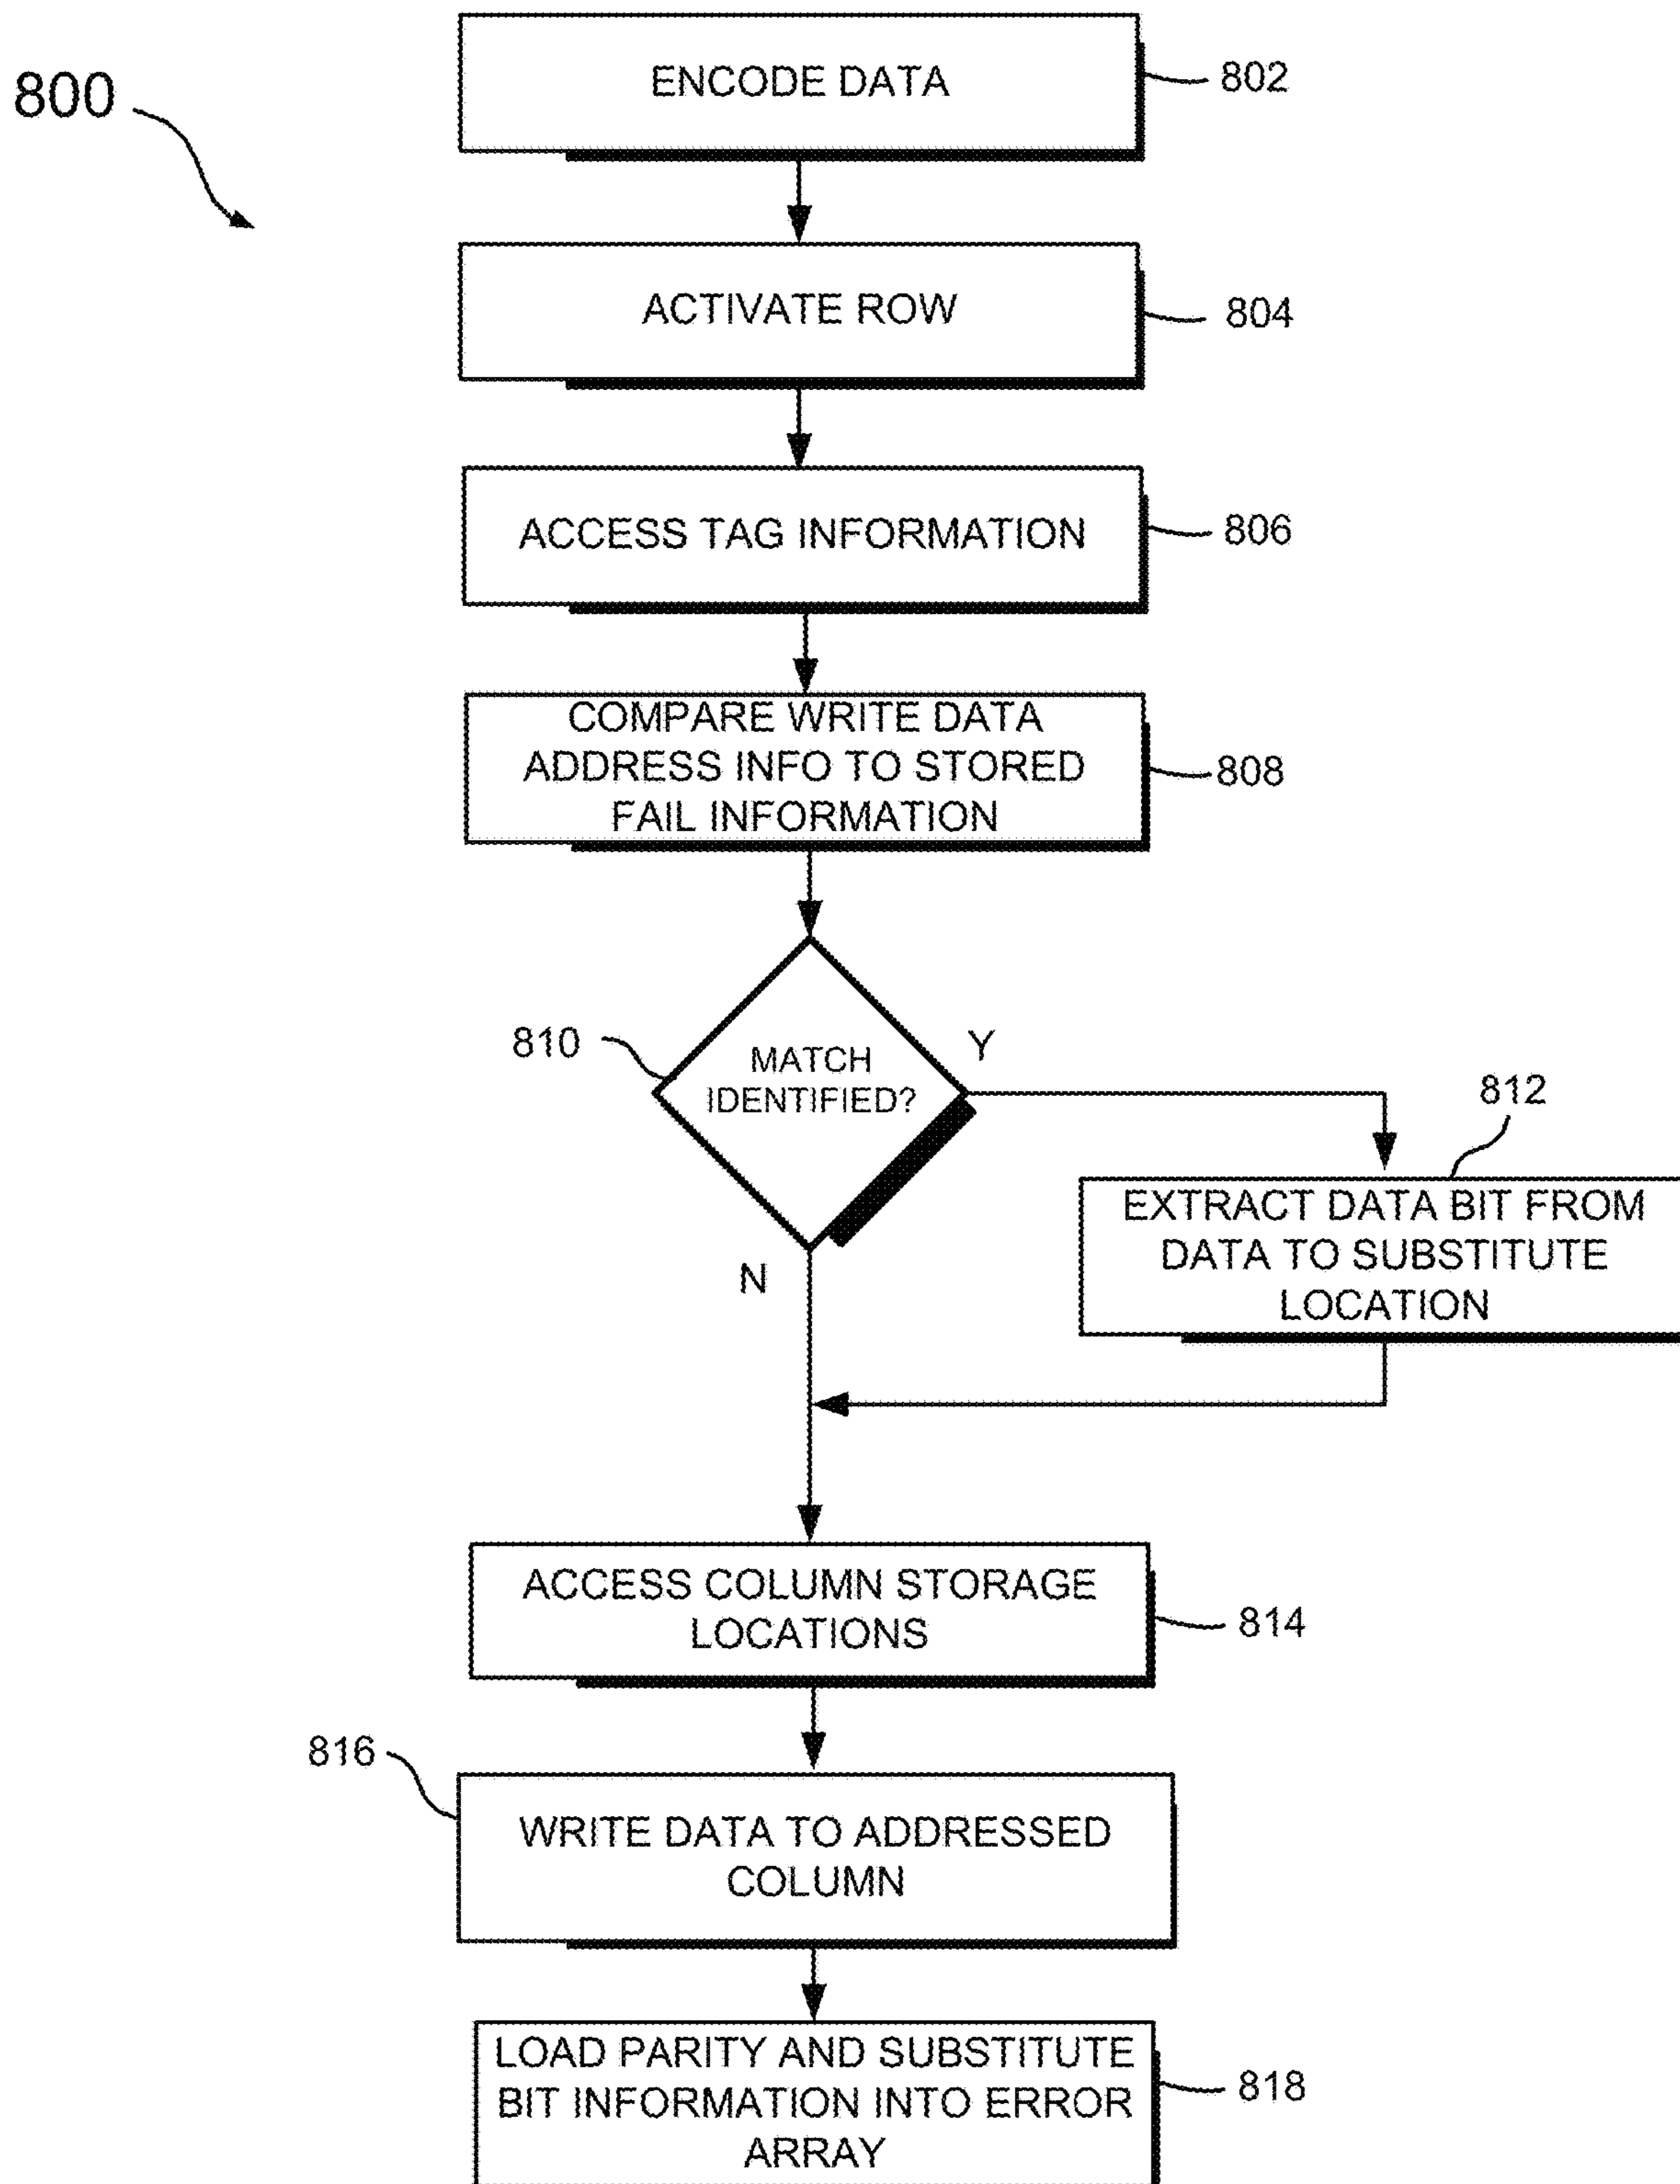 800
ENCODE DATA
802
ACTIVATE ROW
804
ACCESS TAG INFORMATION
806
COMPARE WRITE DATA
ADDRESS INFO TO STORED
FAIL INFORMATION
808
810
MATCH
IDENTIFIED?
Y
N
812
EXTRACT DATA BIT FROM
DATA TO SUBSTITUTE
LOCATION
ACCESS COLUMN STORAGE
LOCATIONS
814
816
WRITE DATA TO ADDRESSED
COLUMN
LOAD PARITY AND SUBSTITUTE
BIT INFORMATION INTO ERROR
ARRAY
818